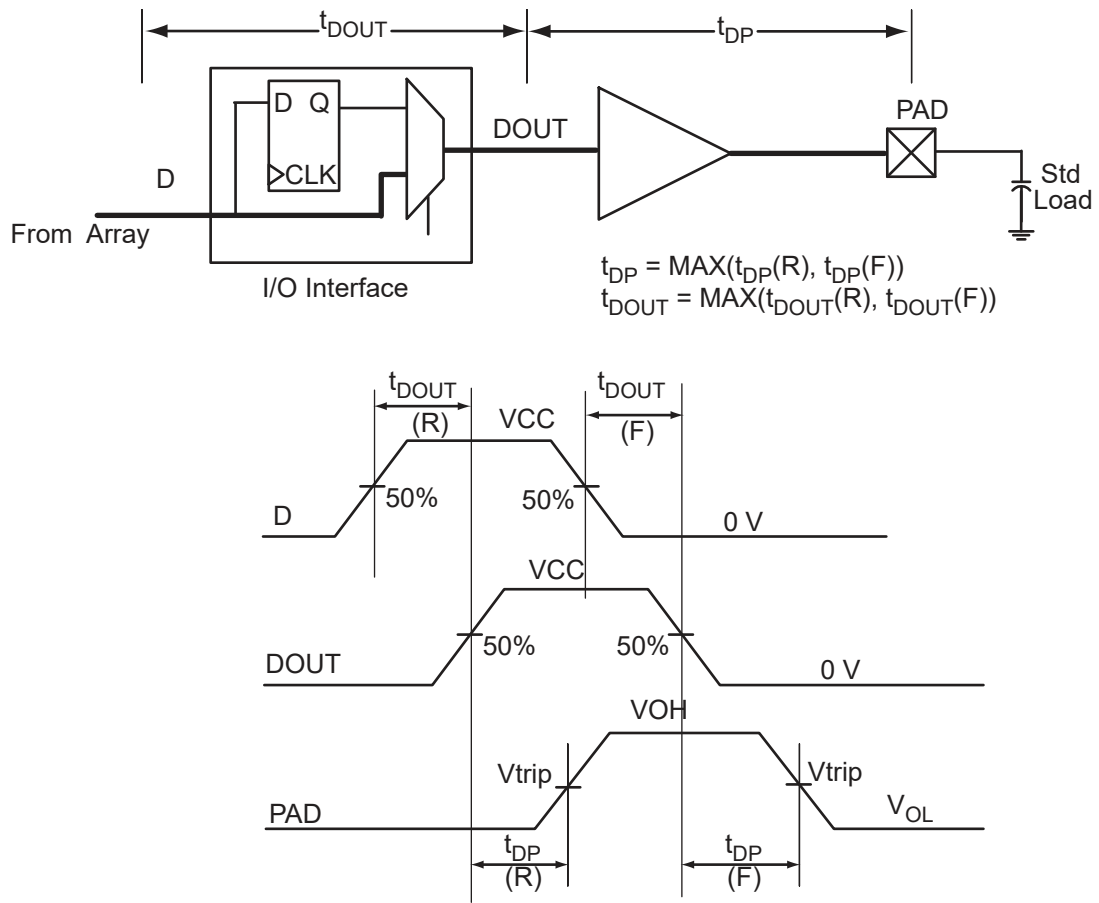 tDOUT
tDP
D Q
CLK
DOUT
PAD
D
Std
Load
From Array
I/O Interface
tDP = MAX(tDP(R), tDP(F))
tDOUT = MAX(tDOUT(R), tDOUT(F))
tDOUT
(R)
VCC
tDOUT
(F)
50%
50%
D
0 V
VCC
50%
50%
DOUT
0 V
VOH
Vtrip
Vtrip
PAD
VOL
tDP
(R)
tDP
(F)